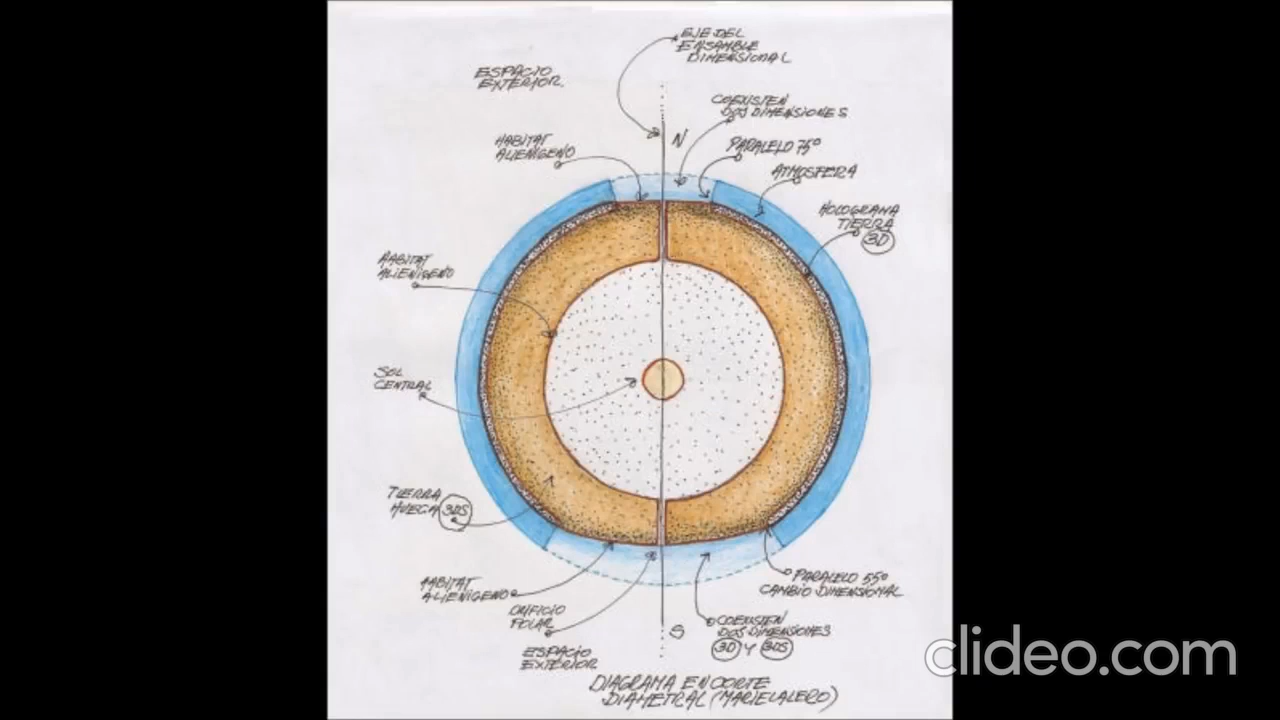 EJE DEL
ENSAMBLE
DIMENSIONAL
ESPACIO
EXTERIOR.
COEXISTEN
DOS DIMENSIONES
N
HABITAT
ALIENIGENO
PARALELO 75º
ATMOSFERA
HOLOGRAMA
TIERRA
3D
HABITAT
ALIENIGENO
SOL
CENTRAL
TIERRA
HUECA 3DS
HABITAT
ALIENIGENO
PARALELO 55º
CAMBIO DIMENSIONAL
ORIFICIO
POLAR
S
COEXISTEN
DOS DIMENSIONES
3D Y 3DS
ESPACIO
EXTERIOR
DIAGRAMA EN CORTE
DIAMETRAL
clideo.com